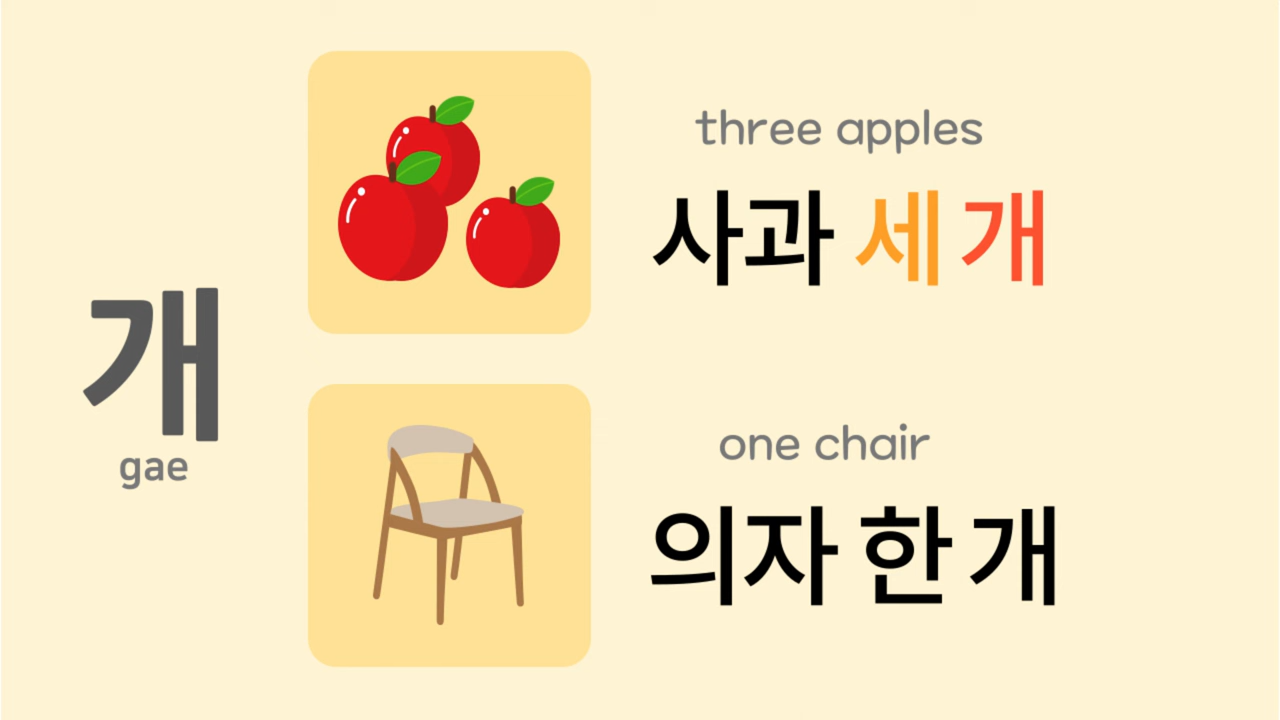 개
gae
three apples
사과 세 개
one chair
의자 한 개